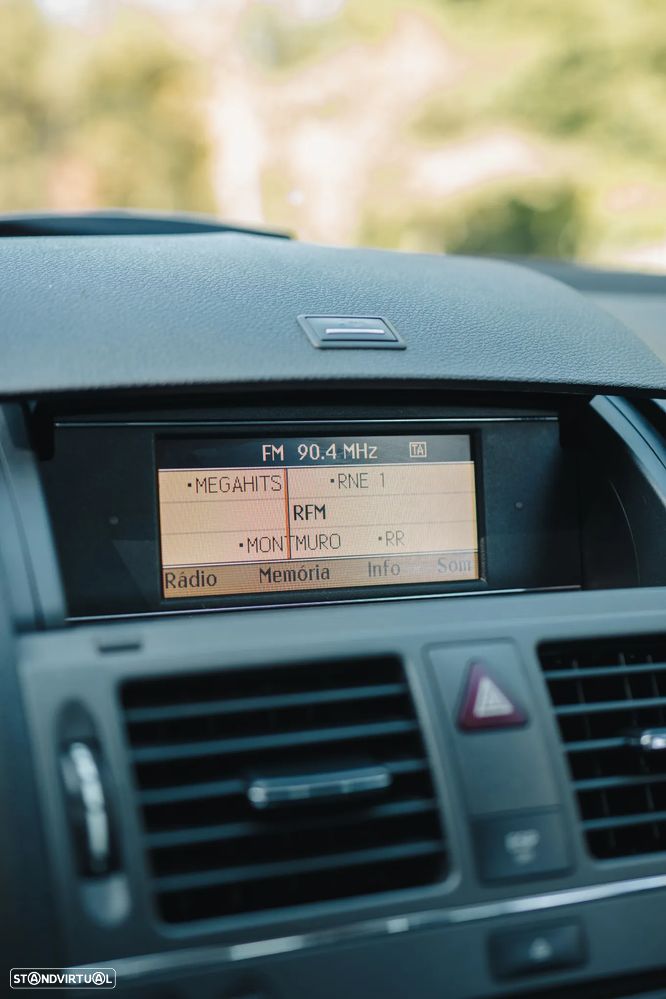 FM 90.4 MHz TA
•MEGAHITS •RNE 1
RFM
•MONTMURO •RR
Rádio Memória Info Som
STANDVIRTUAL